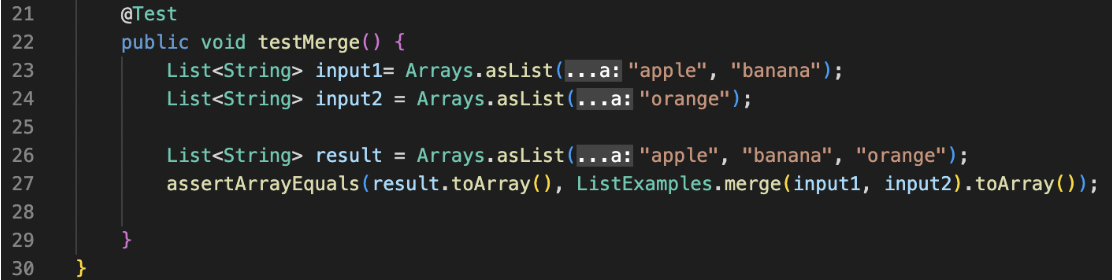 21 @Test
22 public void testMerge() {
23 List<String> input1= Arrays.asList(...a: "apple", "banana");
24 List<String> input2 = Arrays.asList(...a: "orange");
25
26 List<String> result = Arrays.asList(...a: "apple", "banana", "orange");
27 assertArrayEquals(result.toArray(), ListExamples.merge(input1, input2).toArray());
28
29 }
30 }